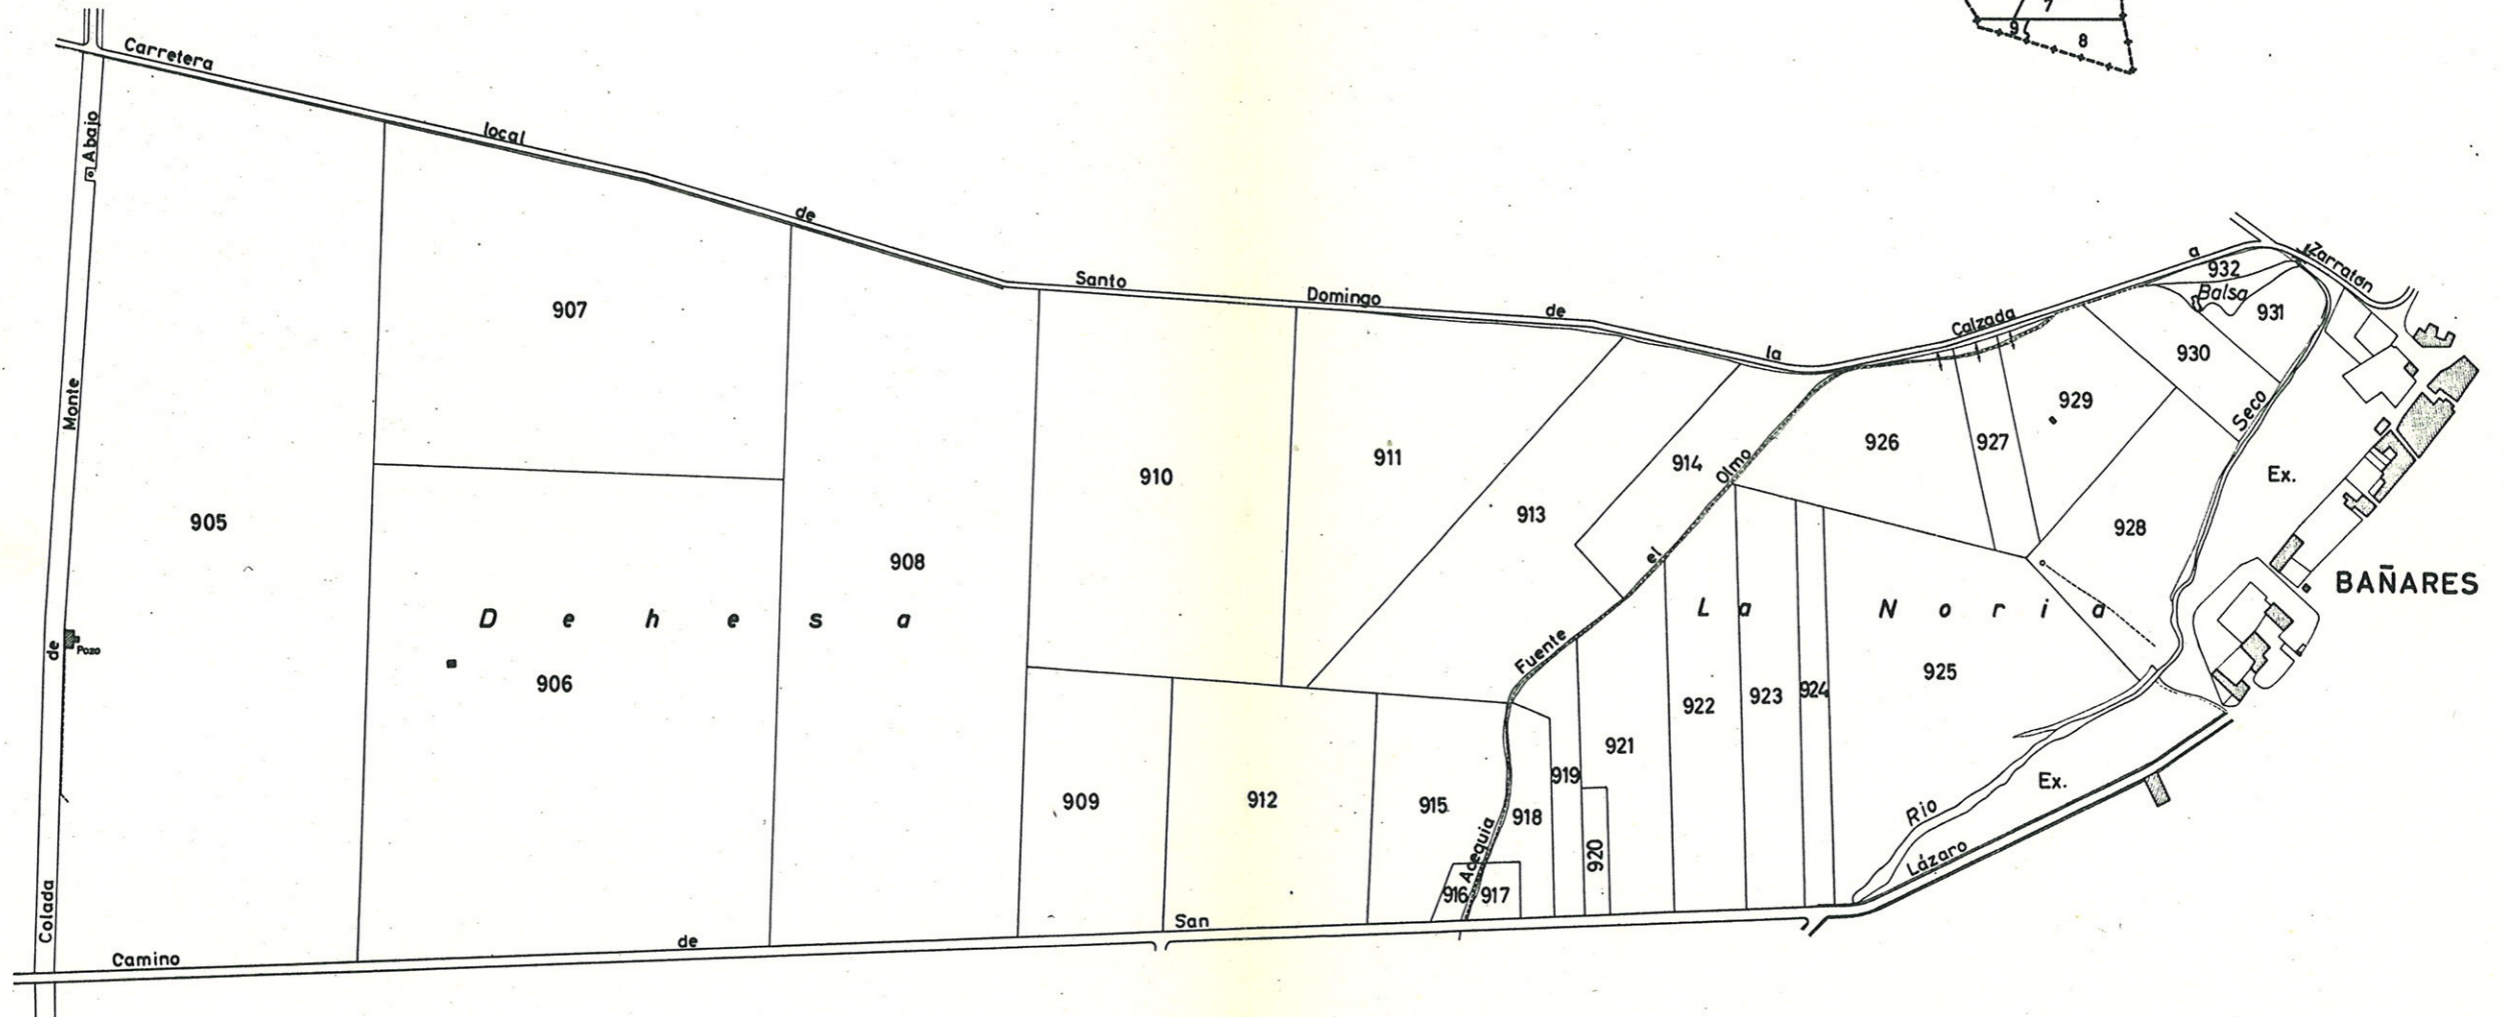 7
9
8
Carretera local de Santo Domingo de la Calzada a Zarraton
Colada de Monte Abajo
Pozo
905
907
Dehesa
906
908
910
911
909
912
913
914
915
916
917
918
919
920
921
922
923
924
La Noria
925
926
927
928
929
930
931
932
Balsa
Acequia Fuente el Olmo
Rio Seco
Ex.
BAÑARES
Ex.
Camino de San Lázaro